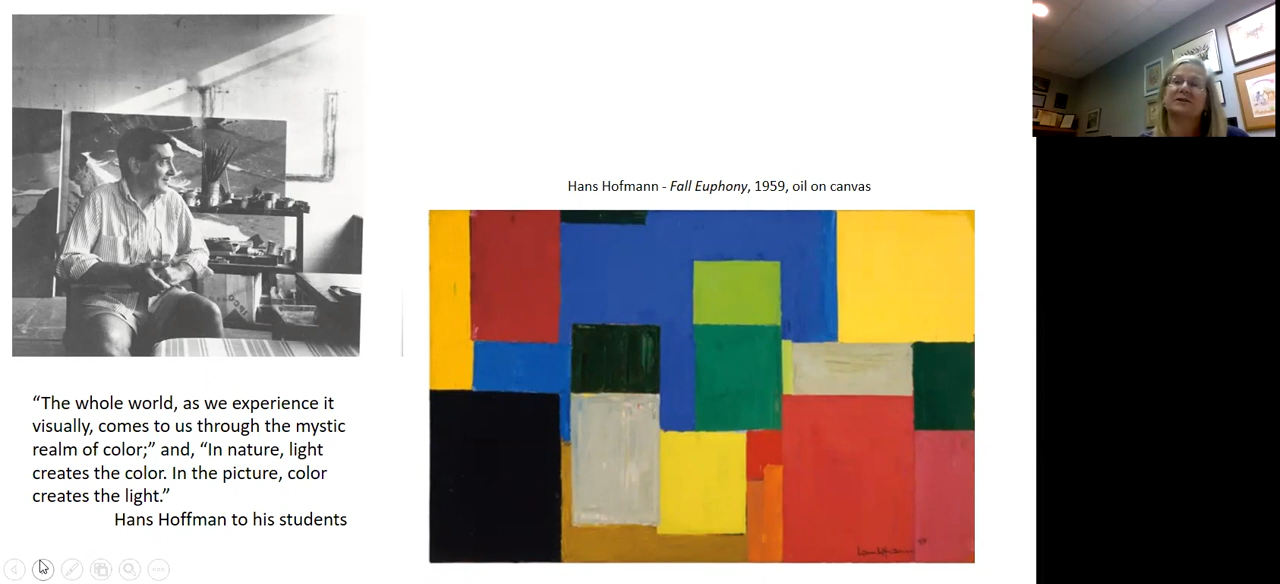 Hans Hofmann - Fall Euphony, 1959, oil on canvas
“The whole world, as we experience it
visually, comes to us through the mystic
realm of color;” and, “In nature, light
creates the color. In the picture, color
creates the light.”
Hans Hoffman to his students